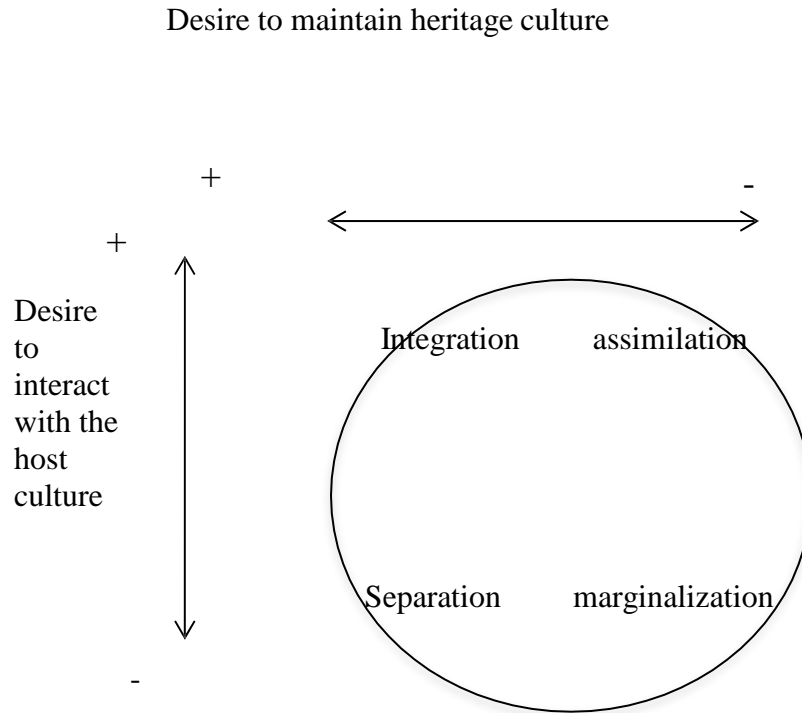 Desire to maintain heritage culture
+ -
+
Desire
to
interact
with the
host
culture
Integration assimilation
Separation marginalization
-